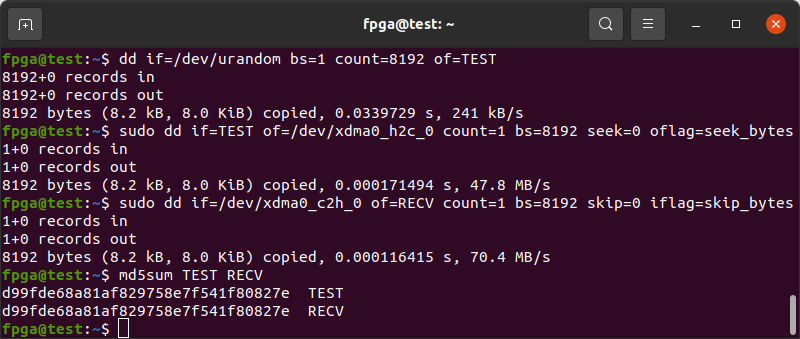 fpga@test: ~
fpga@test:~$ dd if=/dev/urandom bs=1 count=8192 of=TEST
8192+0 records in
8192+0 records out
8192 bytes (8.2 kB, 8.0 KiB) copied, 0.0339729 s, 241 kB/s
fpga@test:~$ sudo dd if=TEST of=/dev/xdma0_h2c_0 count=1 bs=8192 seek=0 oflag=seek_bytes
1+0 records in
1+0 records out
8192 bytes (8.2 kB, 8.0 KiB) copied, 0.000171494 s, 47.8 MB/s
fpga@test:~$ sudo dd if=/dev/xdma0_c2h_0 of=RECV count=1 bs=8192 skip=0 iflag=skip_bytes
1+0 records in
1+0 records out
8192 bytes (8.2 kB, 8.0 KiB) copied, 0.000116415 s, 70.4 MB/s
fpga@test:~$ md5sum TEST RECV
d99fde68a81af829758e7f541f80827e  TEST
d99fde68a81af829758e7f541f80827e  RECV
fpga@test:~$